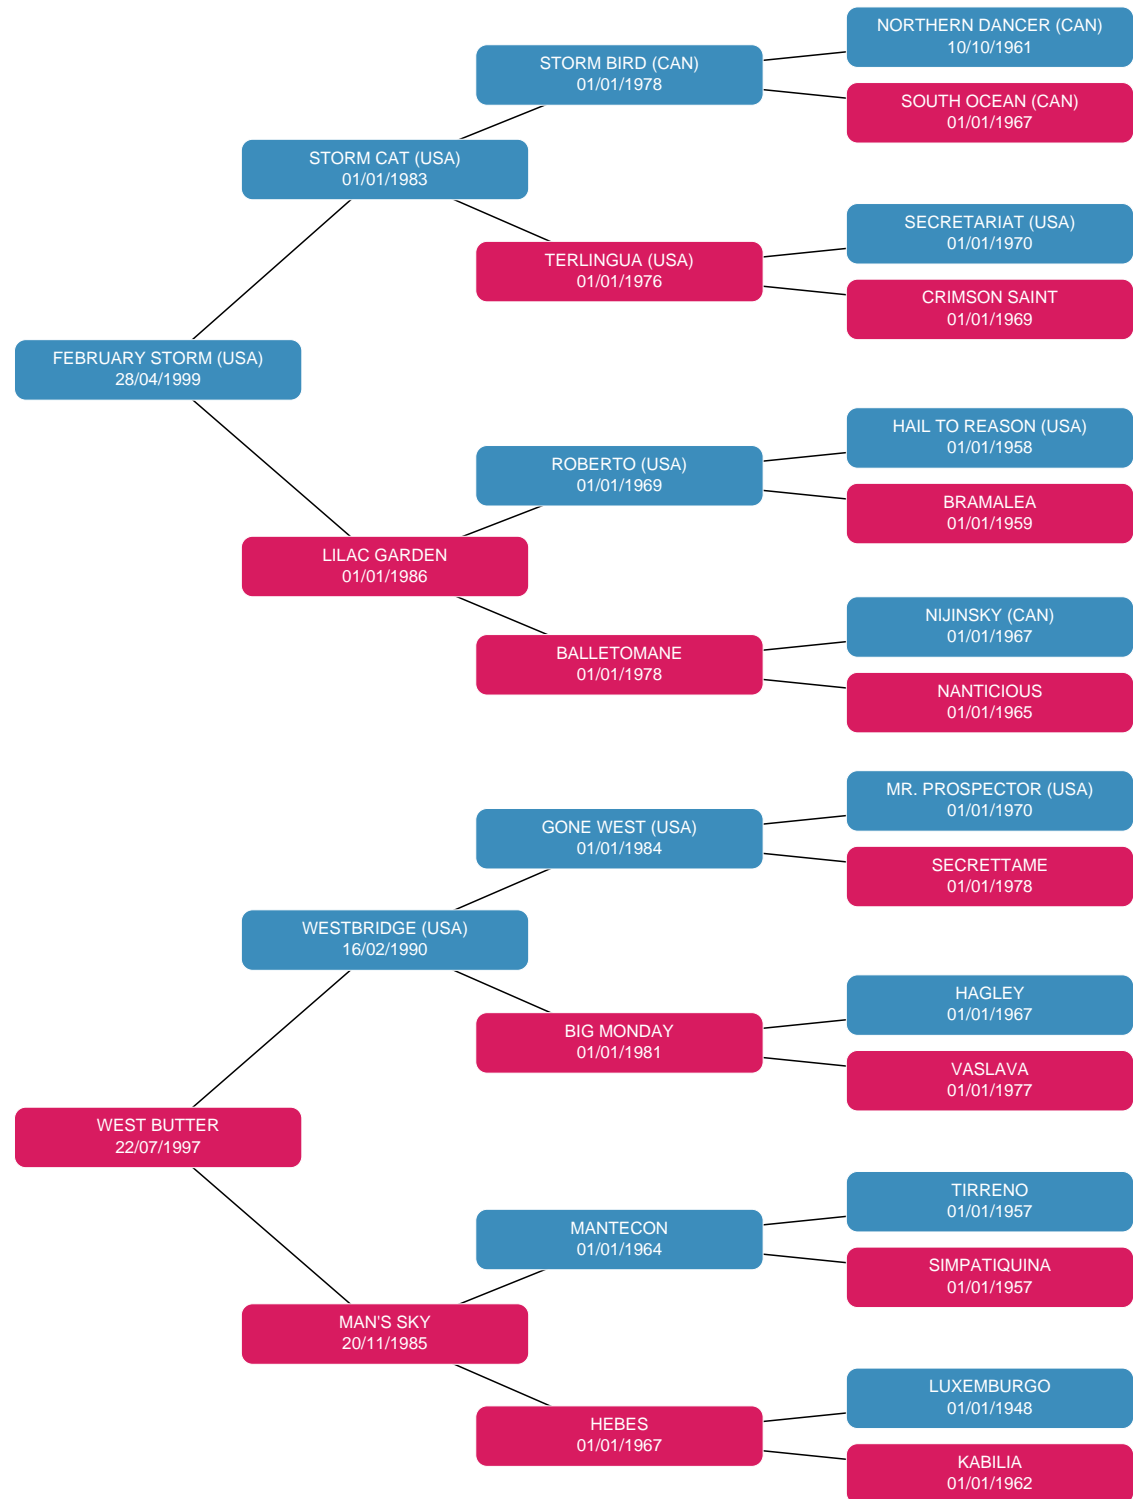 NORTHERN DANCER (CAN)
10/10/1961
STORM BIRD (CAN)
01/01/1978
SOUTH OCEAN (CAN)
01/01/1967
STORM CAT (USA)
01/01/1983
SECRETARIAT (USA)
01/01/1970
TERLINGUA (USA)
01/01/1976
CRIMSON SAINT
01/01/1969
FEBRUARY STORM (USA)
28/04/1999
HAIL TO REASON (USA)
01/01/1958
ROBERTO (USA)
01/01/1969
BRAMALEA
01/01/1959
LILAC GARDEN
01/01/1986
NIJINSKY (CAN)
01/01/1967
BALLETOMANE
01/01/1978
NANTICIOUS
01/01/1965
MR. PROSPECTOR (USA)
01/01/1970
GONE WEST (USA)
01/01/1984
SECRETTAME
01/01/1978
WESTBRIDGE (USA)
16/02/1990
HAGLEY
01/01/1967
BIG MONDAY
01/01/1981
VASLAVA
01/01/1977
WEST BUTTER
22/07/1997
TIRRENO
01/01/1957
MANTECON
01/01/1964
SIMPATIQUINA
01/01/1957
MAN'S SKY
20/11/1985
LUXEMBURGO
01/01/1948
HEBES
01/01/1967
KABILIA
01/01/1962